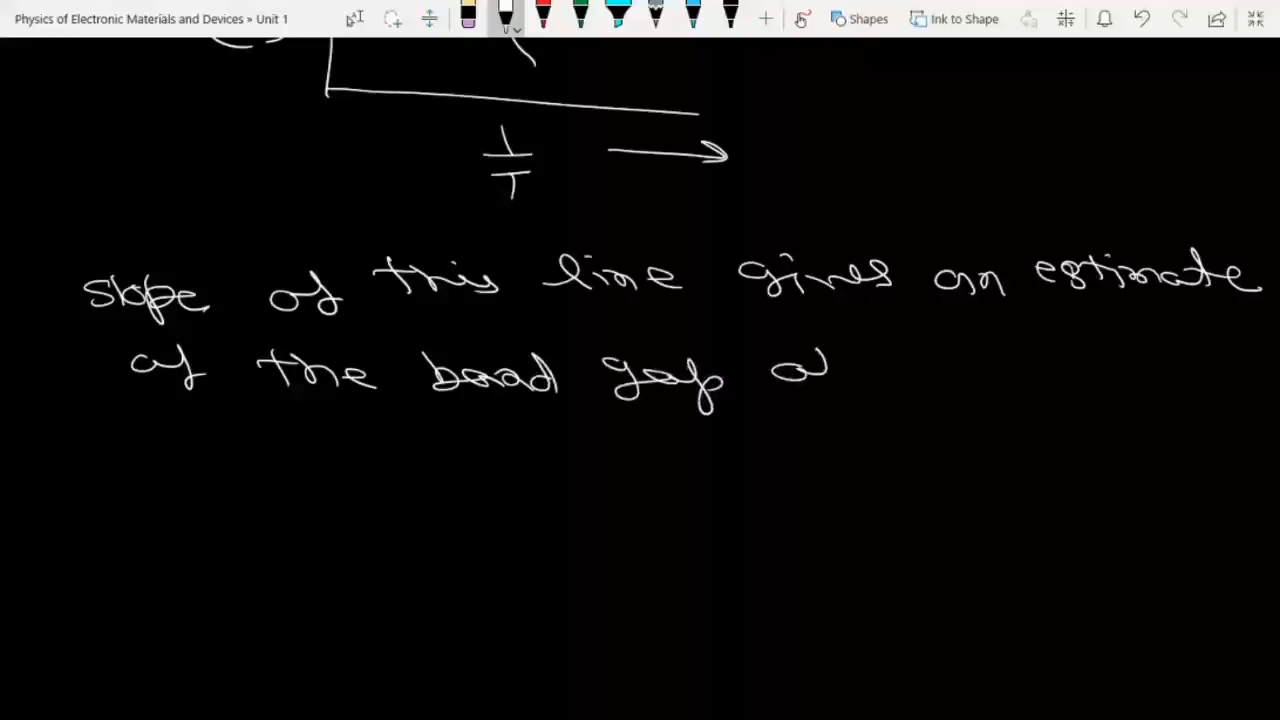 Physics of Electronic Materials and Devices » Unit 1
Shapes
Ink to Shape
1
T
slope of this line gives an estimate
of the band gap o